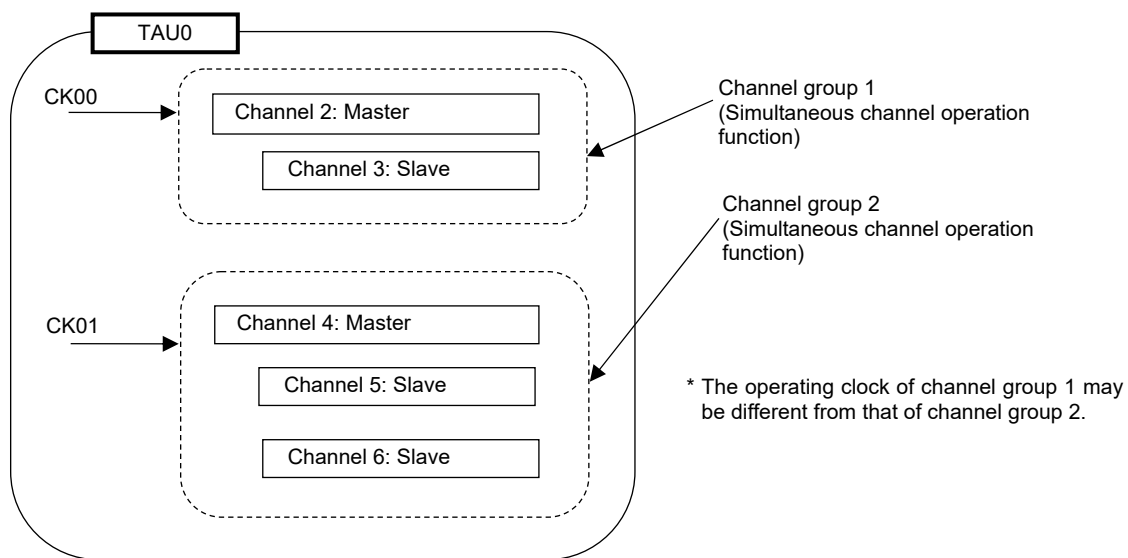 TAU0
CK00
Channel 2: Master
Channel 3: Slave
Channel group 1
(Simultaneous channel operation
function)
Channel group 2
(Simultaneous channel operation
function)
CK01
Channel 4: Master
Channel 5: Slave
Channel 6: Slave
* The operating clock of channel group 1 may
be different from that of channel group 2.